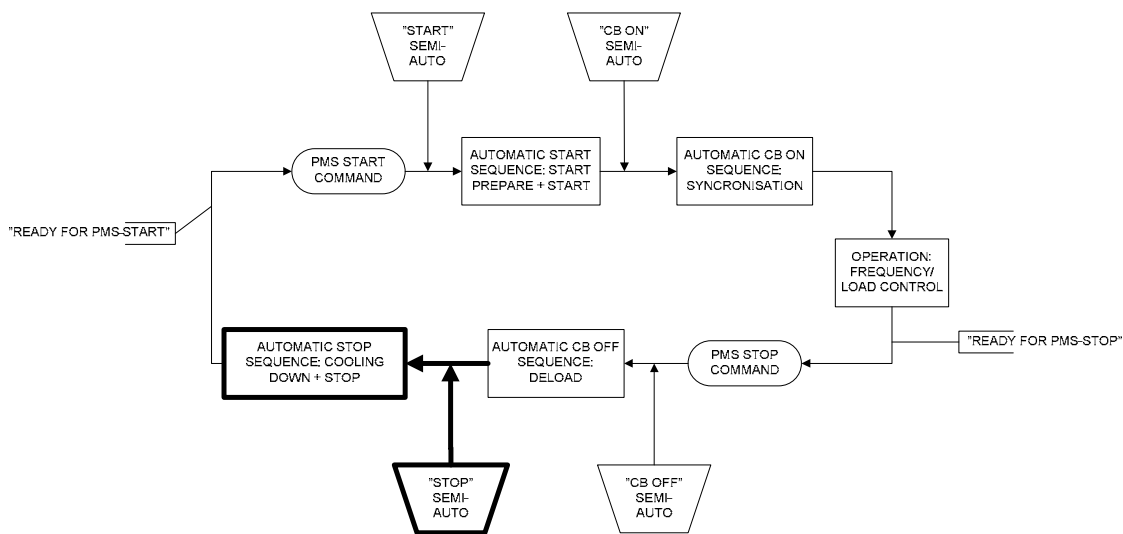 "START"
SEMI-
AUTO
"CB ON"
SEMI-
AUTO
PMS START
COMMAND
AUTOMATIC START
SEQUENCE: START
PREPARE + START
AUTOMATIC CB ON
SEQUENCE:
SYNCRONISATION
"READY FOR PMS-START"
OPERATION:
FREQUENCY/
LOAD CONTROL
"READY FOR PMS-STOP"
AUTOMATIC STOP
SEQUENCE: COOLING
DOWN + STOP
AUTOMATIC CB OFF
SEQUENCE:
DELOAD
PMS STOP
COMMAND
"STOP"
SEMI-
AUTO
"CB OFF"
SEMI-
AUTO